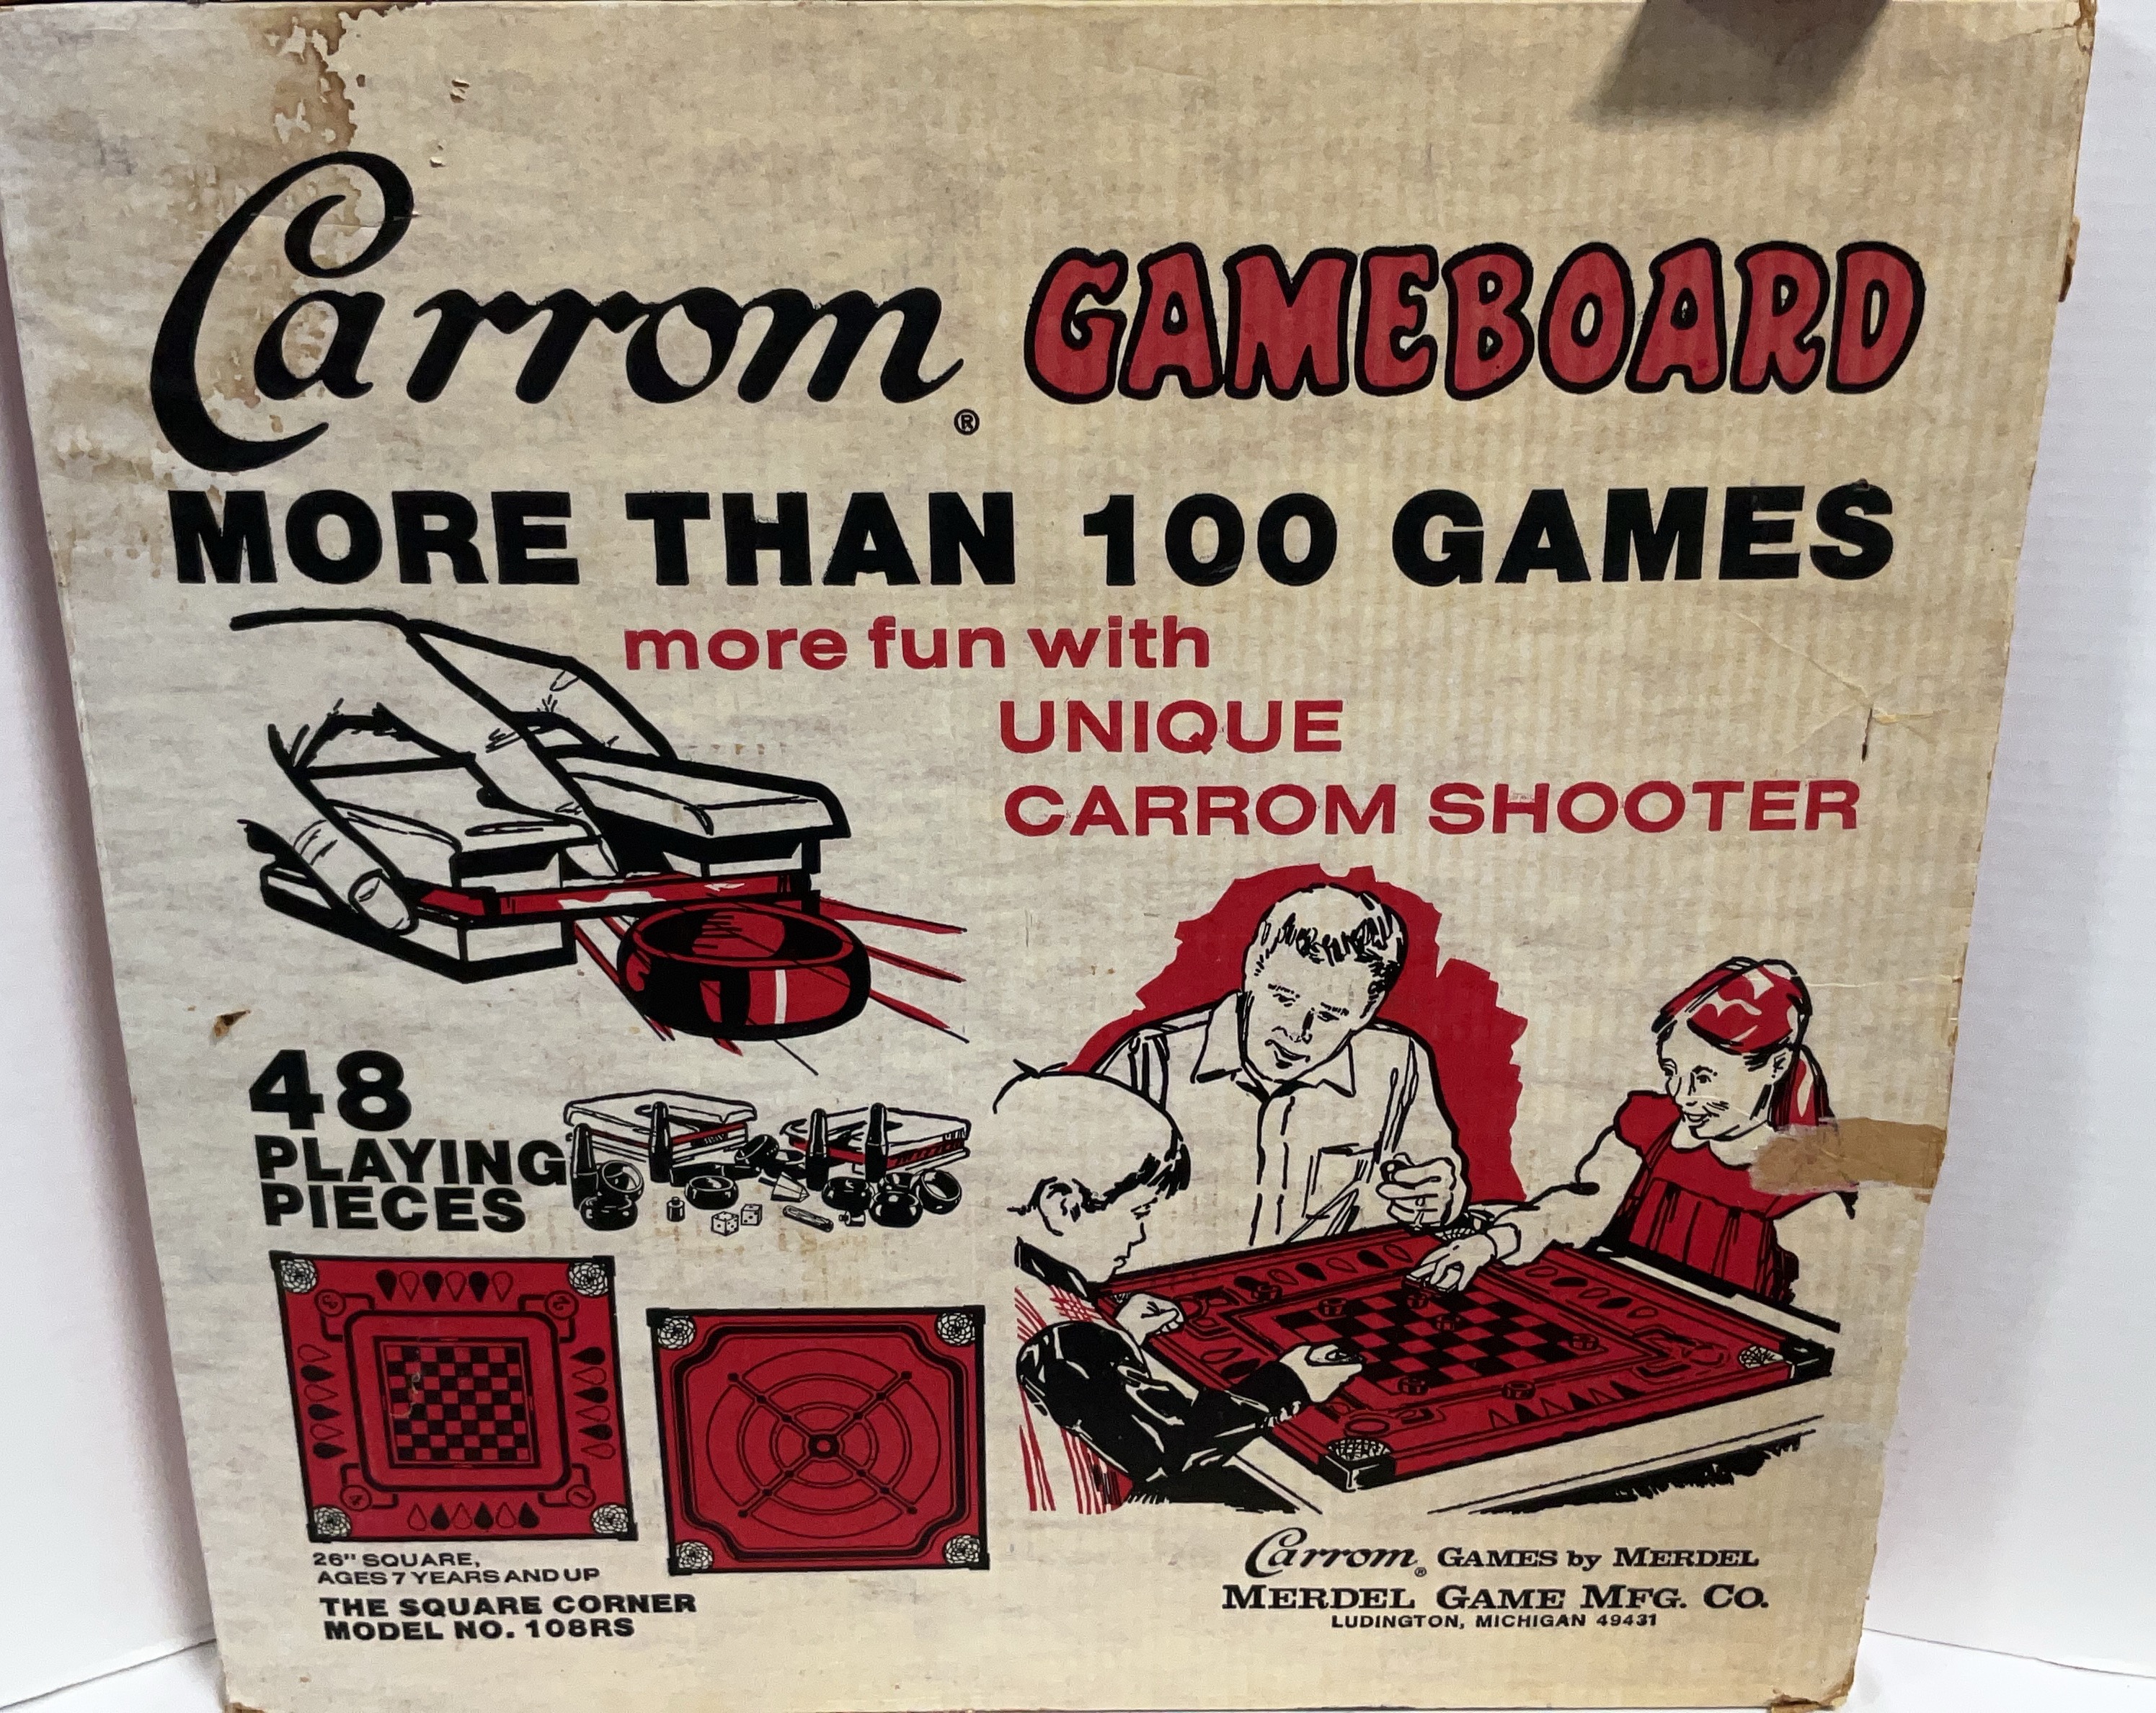 Carrom® GAMEBOARD
MORE THAN 100 GAMES
more fun with
UNIQUE
CARROM SHOOTER
48
PLAYING
PIECES
26" SQUARE,
AGES 7 YEARS AND UP
THE SQUARE CORNER
MODEL NO. 108RS
Carrom® GAMES by MERDEL
MERDEL GAME MFG. CO.
LUDINGTON, MICHIGAN 49431